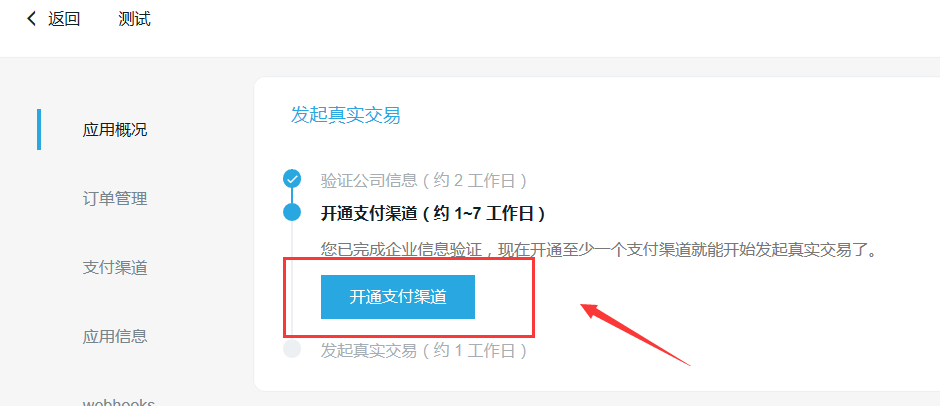 返回 测试
发起真实交易
应用概况
验证公司信息（约 2 工作日）
订单管理
开通支付渠道（约 1~7 工作日）
您已完成企业信息验证，现在开通至少一个支付渠道就能开始发起真实交易了。
支付渠道
开通支付渠道
应用信息
发起真实交易（约 1 工作日）
webhooks